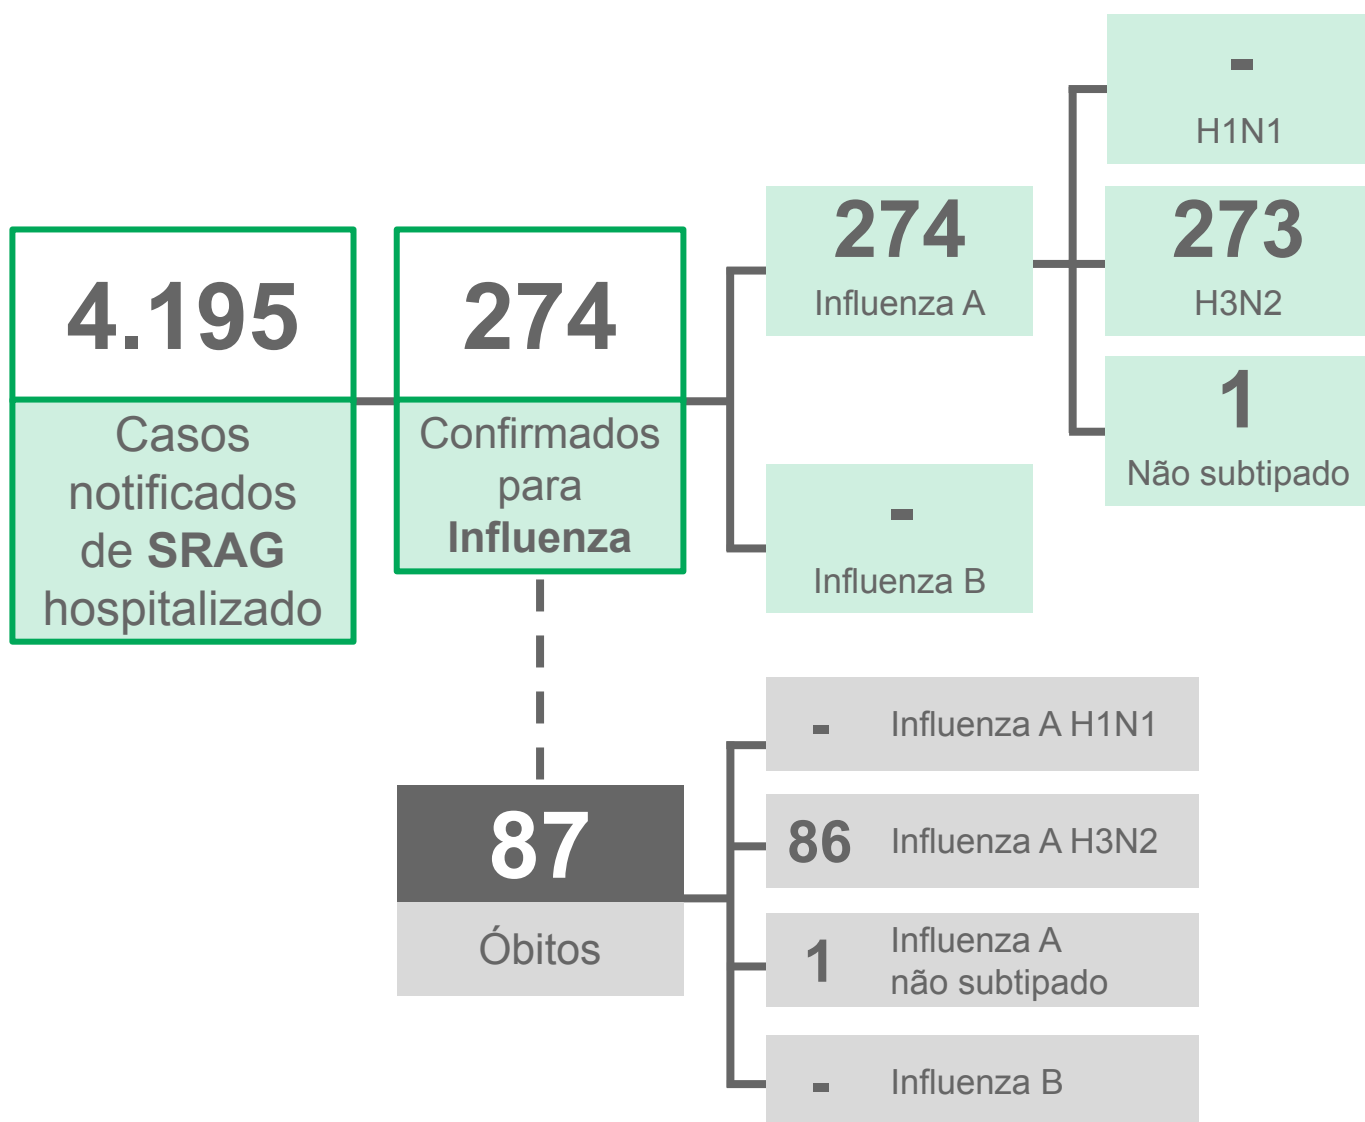 4.195
Casos
notificados
de SRAG
hospitalizado
274
Confirmados
para
Influenza
274
Influenza A
-
Influenza B
-
H1N1
273
H3N2
1
Não subtipado
87
Óbitos
- Influenza A H1N1
86 Influenza A H3N2
1 Influenza A
não subtipado
- Influenza B